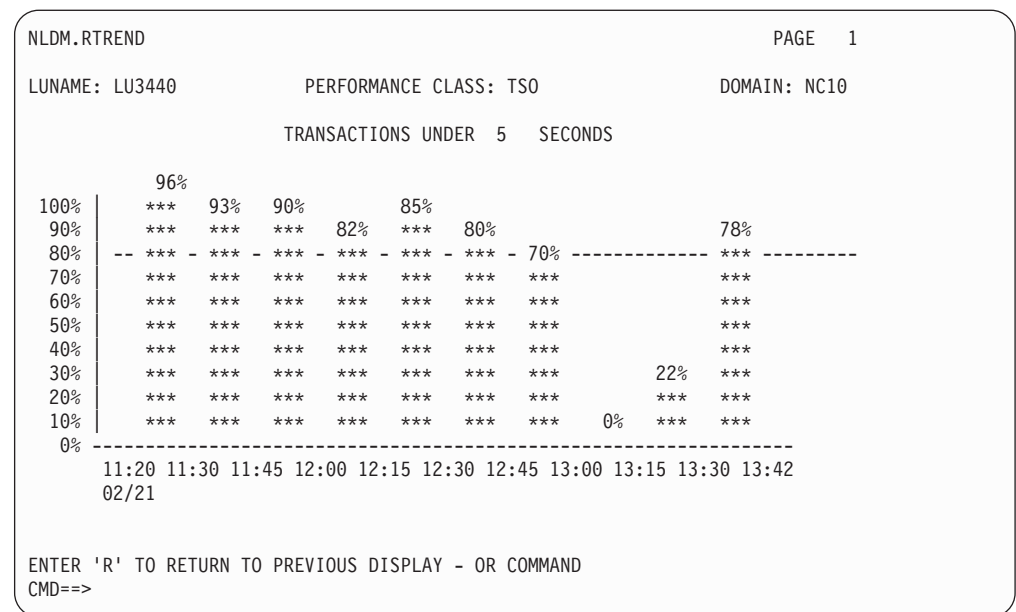 NLDM.RTREND                                                          PAGE   1
LUNAME: LU3440            PERFORMANCE CLASS: TSO                 DOMAIN: NC10
                        TRANSACTIONS UNDER  5   SECONDS
            96%
 100% |    ***   93%   90%         85%
  90% |    ***   ***   ***   82%   ***   80%                     78%
  80% | -- *** - *** - *** - *** - *** - *** - 70% ------------- *** ---------
  70% |    ***   ***   ***   ***   ***   ***   ***               ***
  60% |    ***   ***   ***   ***   ***   ***   ***               ***
  50% |    ***   ***   ***   ***   ***   ***   ***               ***
  40% |    ***   ***   ***   ***   ***   ***   ***               ***
  30% |    ***   ***   ***   ***   ***   ***   ***         22%   ***
  20% |    ***   ***   ***   ***   ***   ***   ***         ***   ***
  10% |    ***   ***   ***   ***   ***   ***   ***    0%   ***   ***
   0% ------------------------------------------------------------------
       11:20 11:30 11:45 12:00 12:15 12:30 12:45 13:00 13:15 13:30 13:42
       02/21
ENTER 'R' TO RETURN TO PREVIOUS DISPLAY - OR COMMAND
CMD==>